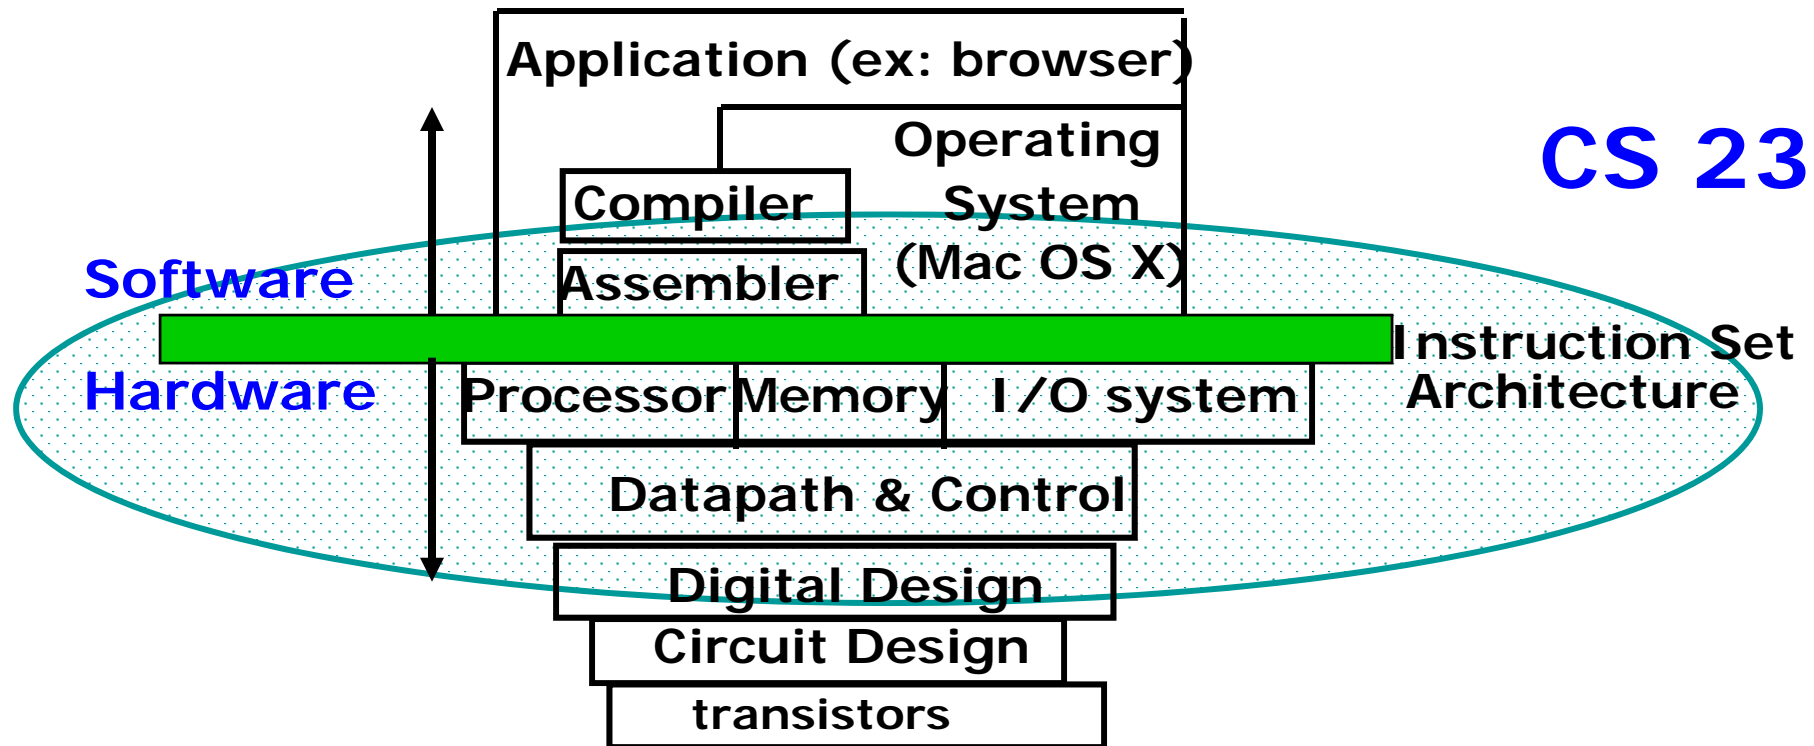 Application (ex: browser)
Operating
System
(Mac OS X)
CS 23
Compiler
Assembler
Software
Instruction Set
Architecture
Hardware
Processor
Memory
I/O system
Datapath & Control
Digital Design
Circuit Design
transistors